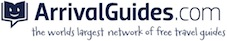 ArrivalGuides.com
the worlds largest network of free travel guides